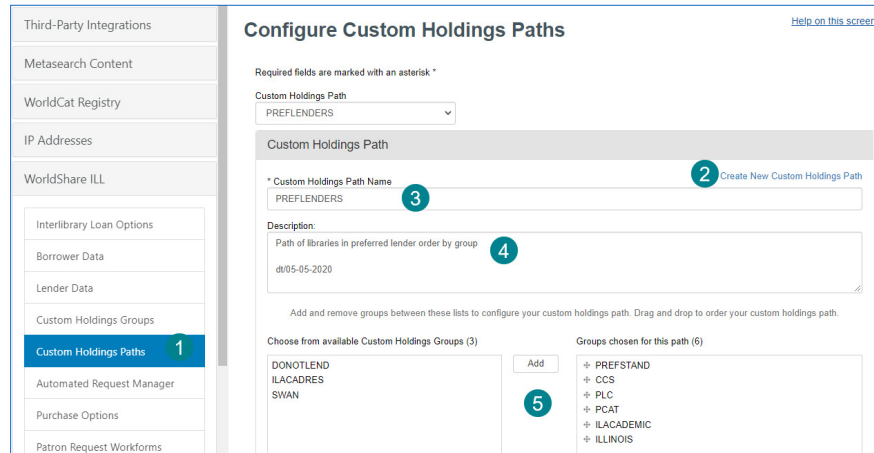 Third-Party Integrations
Metasearch Content
WorldCat Registry
IP Addresses
WorldShare ILL
Interlibrary Loan Options
Borrower Data
Lender Data
Custom Holdings Groups
Custom Holdings Paths 1
Automated Request Manager
Purchase Options
Patron Request Workforms
Configure Custom Holdings Paths
Help on this screen
Required fields are marked with an asterisk *
Custom Holdings Path
PREFLENDERS
Custom Holdings Path
2 Create New Custom Holdings Path
* Custom Holdings Path Name
PREFLENDERS 3
Description:
Path of libraries in preferred lender order by group 4
dt/05-05-2020
Add and remove groups between these lists to configure your custom holdings path. Drag and drop to order your custom holdings path.
Choose from available Custom Holdings Groups (3)
DONOTLEND
ILACADRES
SWAN
Add
5
Groups chosen for this path (6)
PREFSTAND
CCS
PLC
PCAT
ILACADEMIC
ILLINOIS